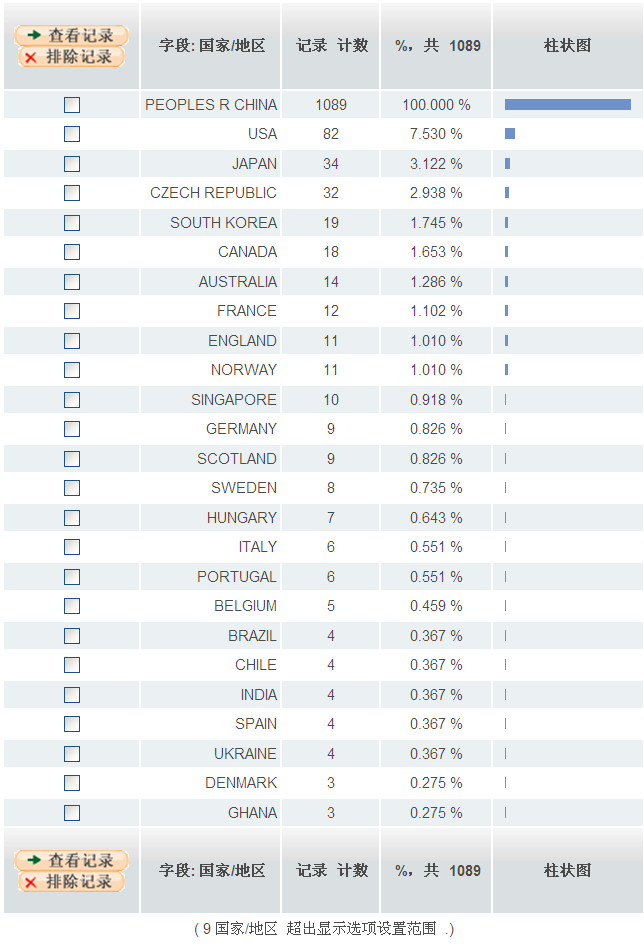 查看记录
排除记录
字段: 国家/地区 记录 计数 %, 共 1089 柱状图
PEOPLES R CHINA 1089 100.000 %
USA 82 7.530 %
JAPAN 34 3.122 %
CZECH REPUBLIC 32 2.938 %
SOUTH KOREA 19 1.745 %
CANADA 18 1.653 %
AUSTRALIA 14 1.286 %
FRANCE 12 1.102 %
ENGLAND 11 1.010 %
NORWAY 11 1.010 %
SINGAPORE 10 0.918 %
GERMANY 9 0.826 %
SCOTLAND 9 0.826 %
SWEDEN 8 0.735 %
HUNGARY 7 0.643 %
ITALY 6 0.551 %
PORTUGAL 6 0.551 %
BELGIUM 5 0.459 %
BRAZIL 4 0.367 %
CHILE 4 0.367 %
INDIA 4 0.367 %
SPAIN 4 0.367 %
UKRAINE 4 0.367 %
DENMARK 3 0.275 %
GHANA 3 0.275 %
查看记录
排除记录
字段: 国家/地区 记录 计数 %, 共 1089 柱状图
( 9 国家/地区 超出显示选项设置范围 .)